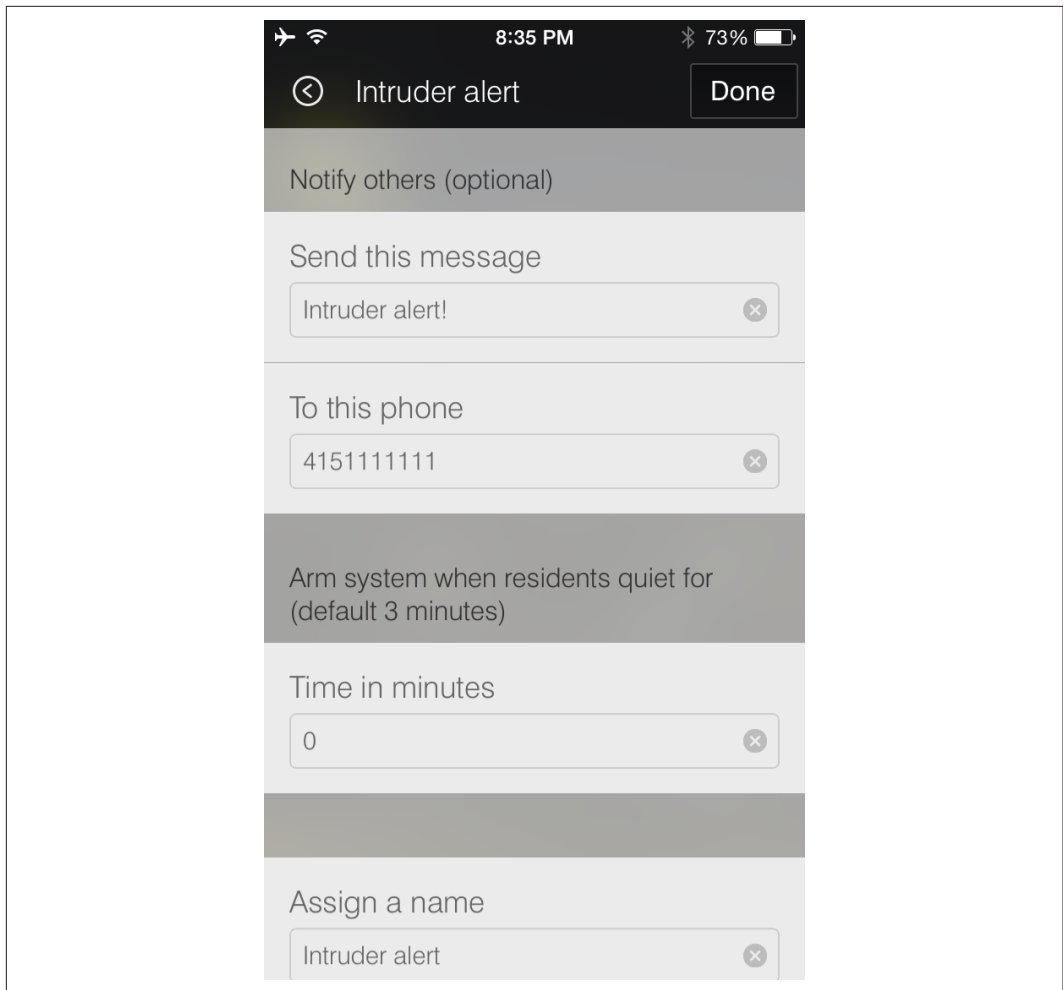 8:35 PM
73%
Intruder alert
Done
Notify others (optional)
Send this message
Intruder alert!
To this phone
4151111111
Arm system when residents quiet for
(default 3 minutes)
Time in minutes
0
Assign a name
Intruder alert